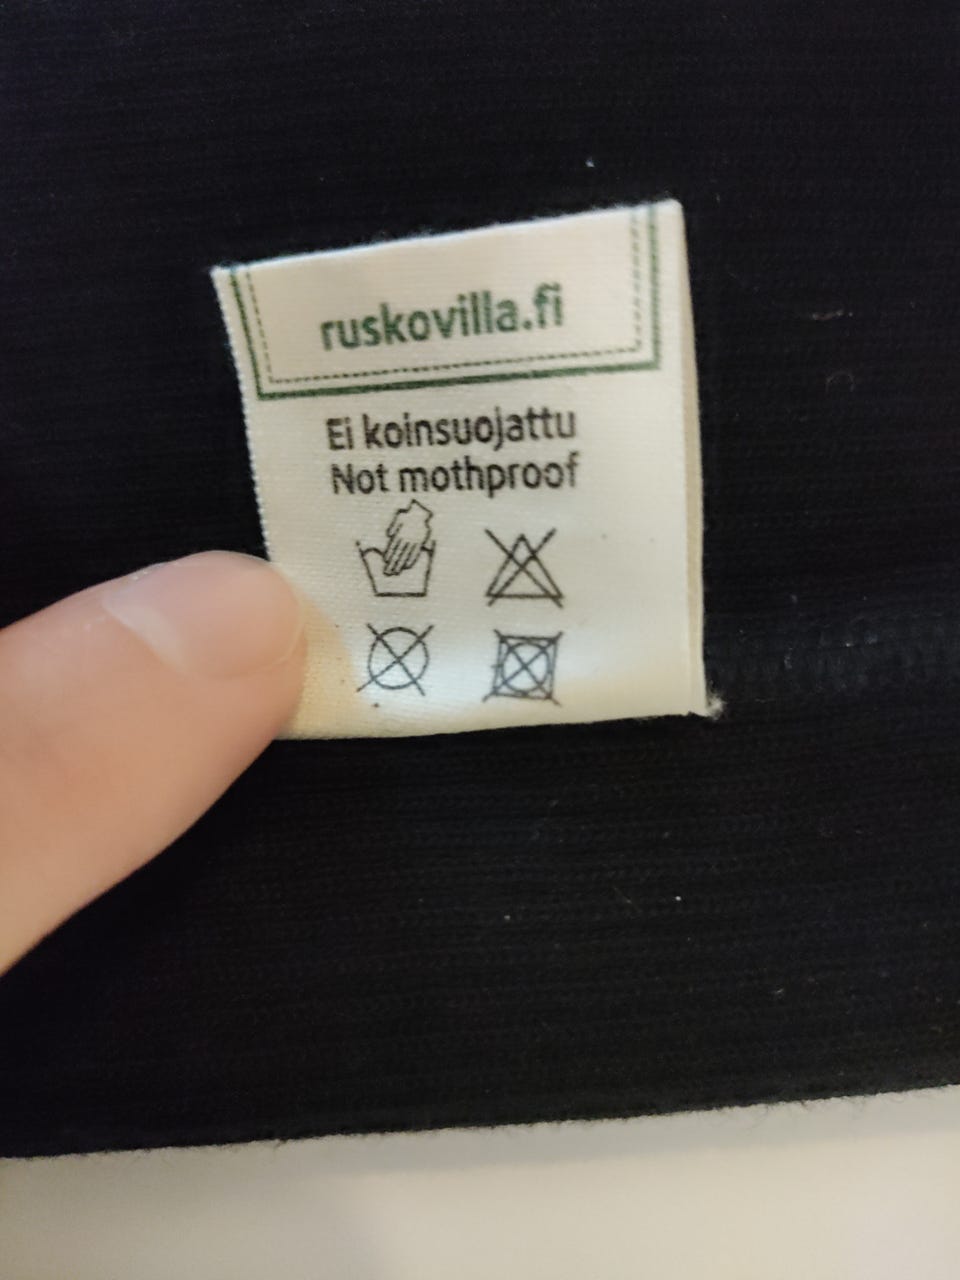 ruskovilla.fi
Ei koinsuojattu
Not mothproof